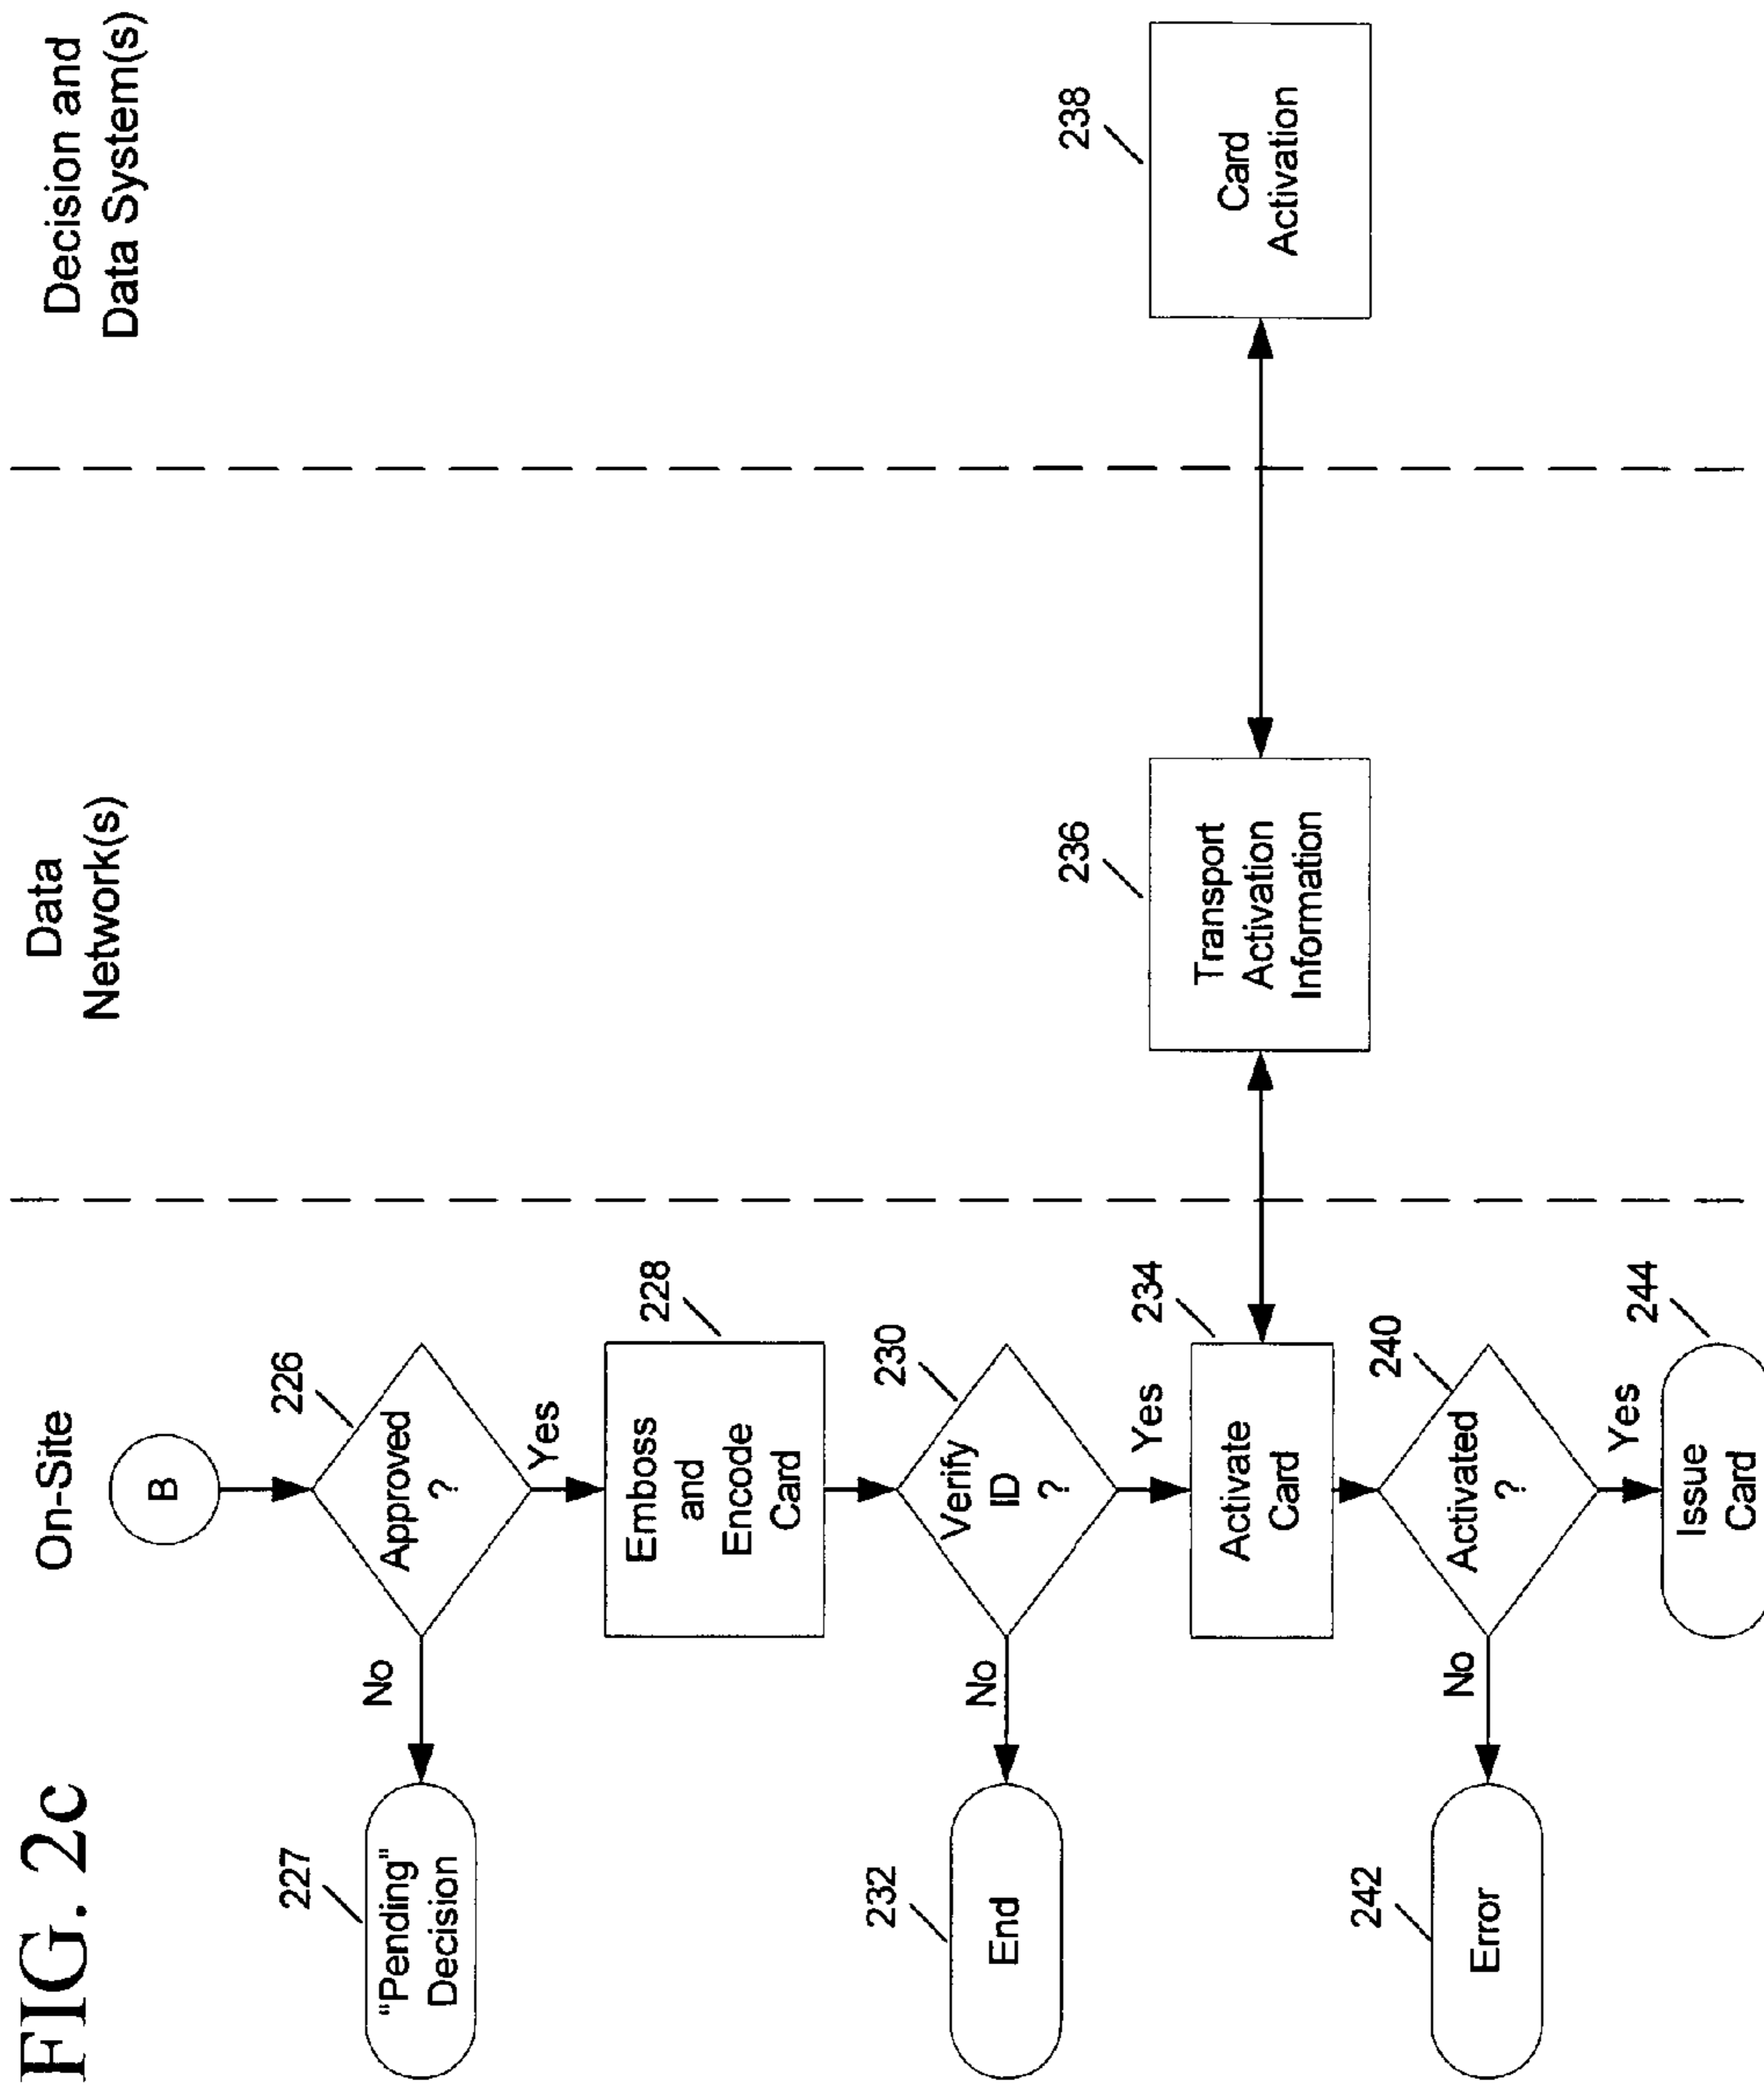 FIG. 2c
On-Site
Data
Network(s)
Decision and
Data System(s)
B
226
Approved
?
No
Yes
227
"Pending"
Decision
228
Emboss
and
Encode
Card
230
Verify
ID
?
No
Yes
232
End
234
Activate
Card
236
Transport
Activation
Information
238
Card
Activation
240
Activated
?
No
Yes
242
Error
244
Issue
Card